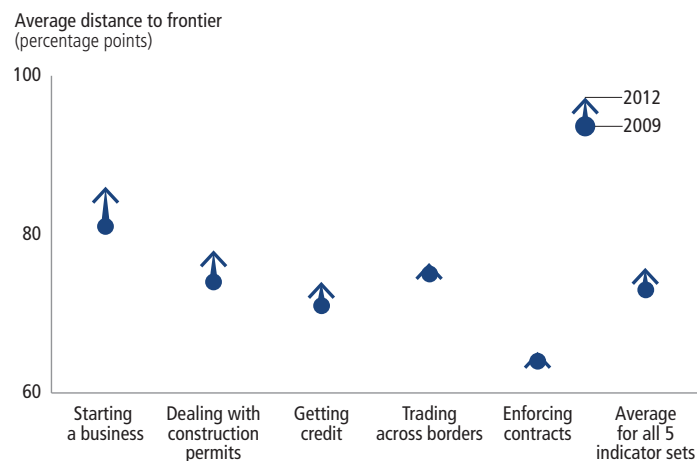 Average distance to frontier
(percentage points)
100
2012
2009
80
60
Starting
a business
Dealing with
construction
permits
Getting
credit
Trading
across borders
Enforcing
contracts
Average
for all 5
indicator sets